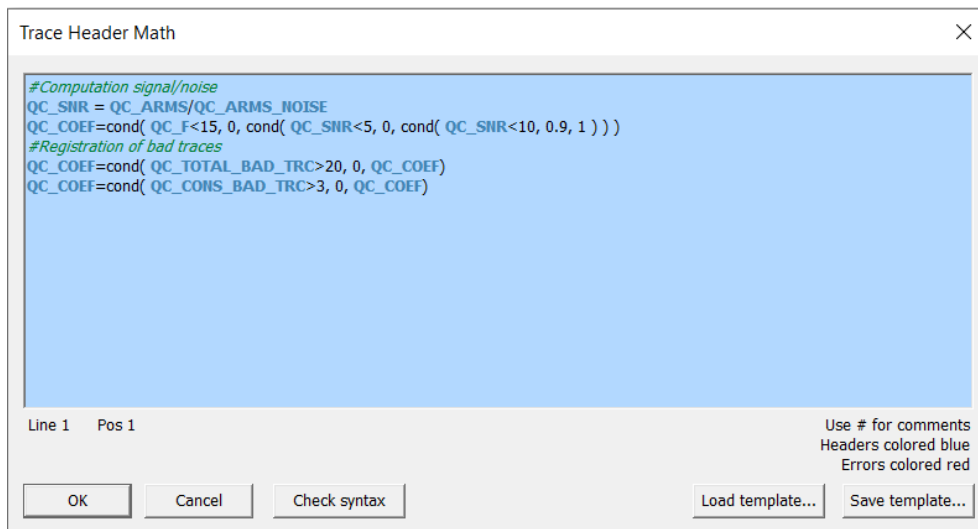 Trace Header Math
#Computation signal/noise
QC_SNR = QC_ARMS/QC_ARMS_NOISE
QC_COEF=cond( QC_F<15, 0, cond( QC_SNR<5, 0, cond( QC_SNR<10, 0.9, 1 ) ) )
#Registration of bad traces
QC_COEF=cond( QC_TOTAL_BAD_TRC>20, 0, QC_COEF)
QC_COEF=cond( QC_CONS_BAD_TRC>3, 0, QC_COEF)
Line 1 Pos 1 Use # for comments
Headers colored blue
Errors colored red
OK Cancel Check syntax Load template... Save template...